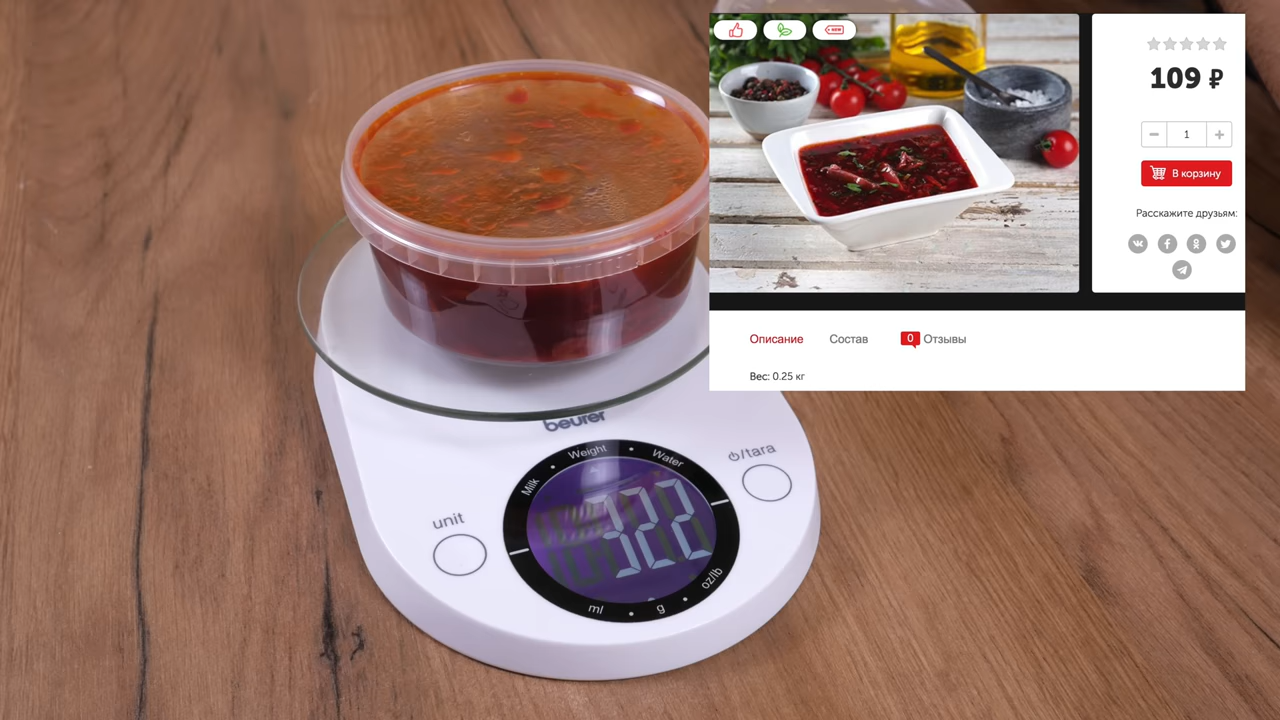 109 ₽
1
В корзину
Расскажите друзьям:
Описание
Состав
0 Отзывы
Вес: 0.25 кг
beurer
Milk • Weight • Water
⏻/tara
unit
322
ml • g • oz/lb